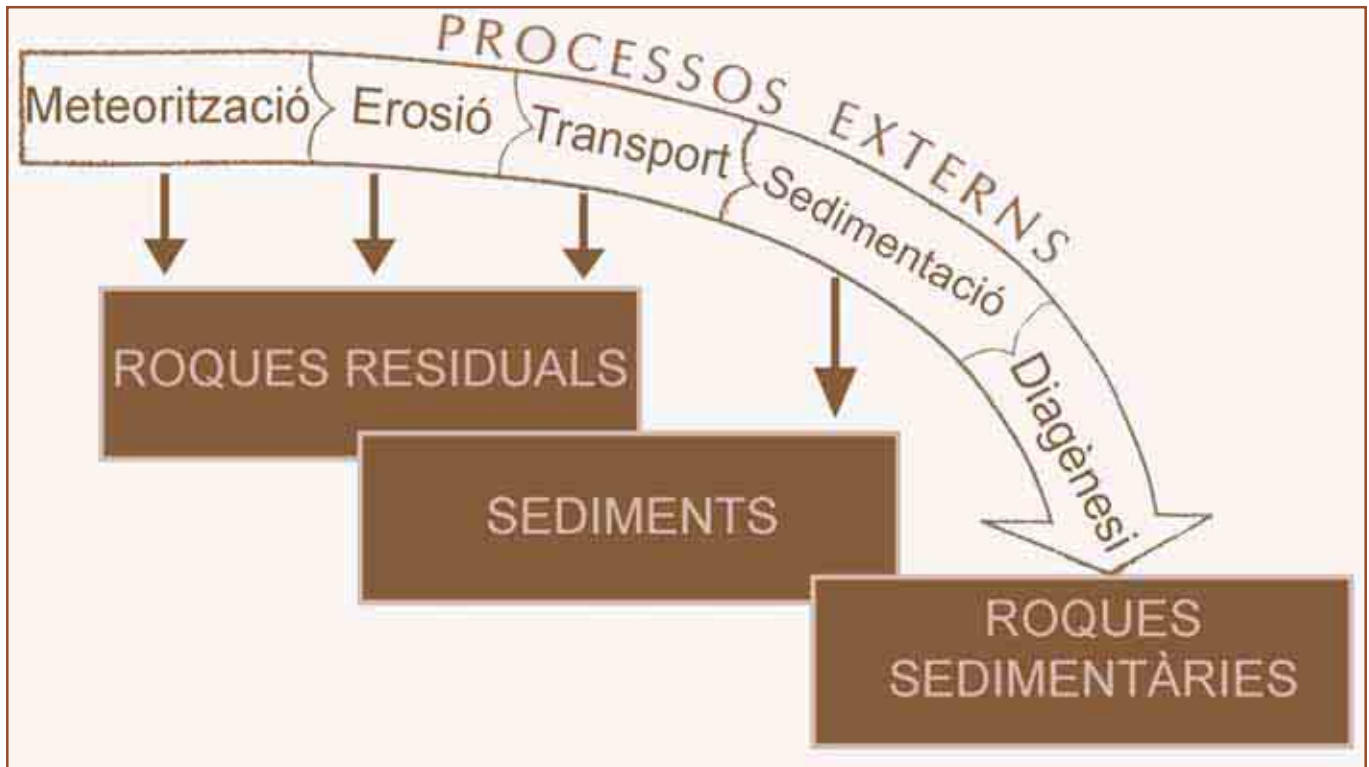 PROCESSOS EXTERNS
Meteorització
Erosió
Transport
Sedimentació
Diagènesi
ROQUES RESIDUALS
SEDIMENTS
ROQUES
SEDIMENTÀRIES